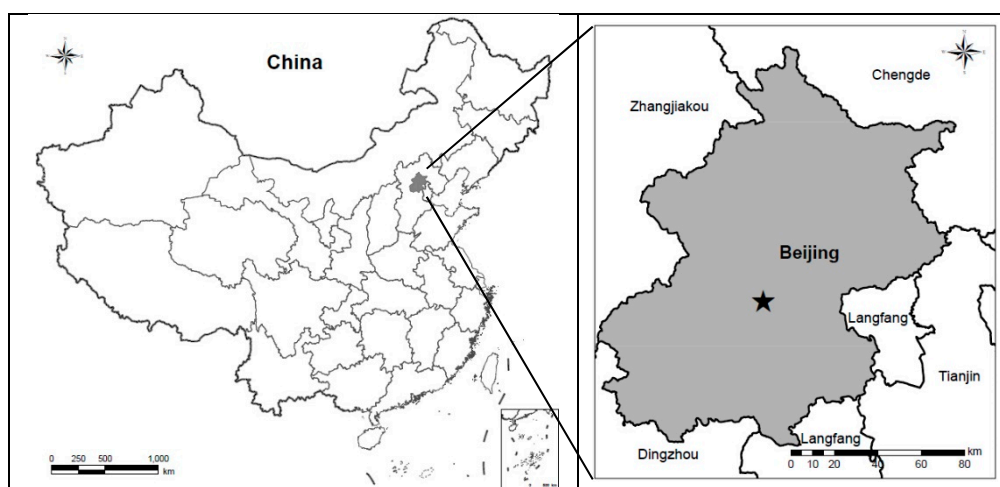 China
0 250 500 1,000
km
Chengde
Zhangjiakou
Beijing
Langfang
Tianjin
Langfang
Dingzhou
km
0 10 20 40 60 80